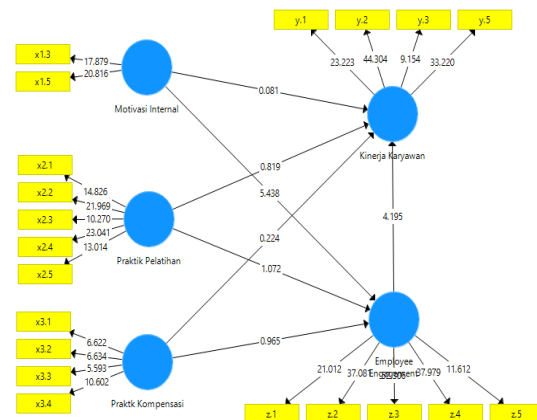 y.1
y.2
y.3
y.5
x1.3
x1.5
17.879
20.816
23.223
44.304
9.154
33.220
Motivasi Internal
0.081
Kinerja Karyawan
x2.1
x2.2
x2.3
x2.4
x2.5
14.826
21.969
10.270
23.041
13.014
0.819
5.438
4.195
0.224
Praktik Pelatihan
1.072
x3.1
x3.2
x3.3
x3.4
6.622
6.634
5.593
10.602
0.965
Praktk Kompensasi
Employee
21.012
37.081
37.979
11.612
z.1
z.2
z.3
z.4
z.5